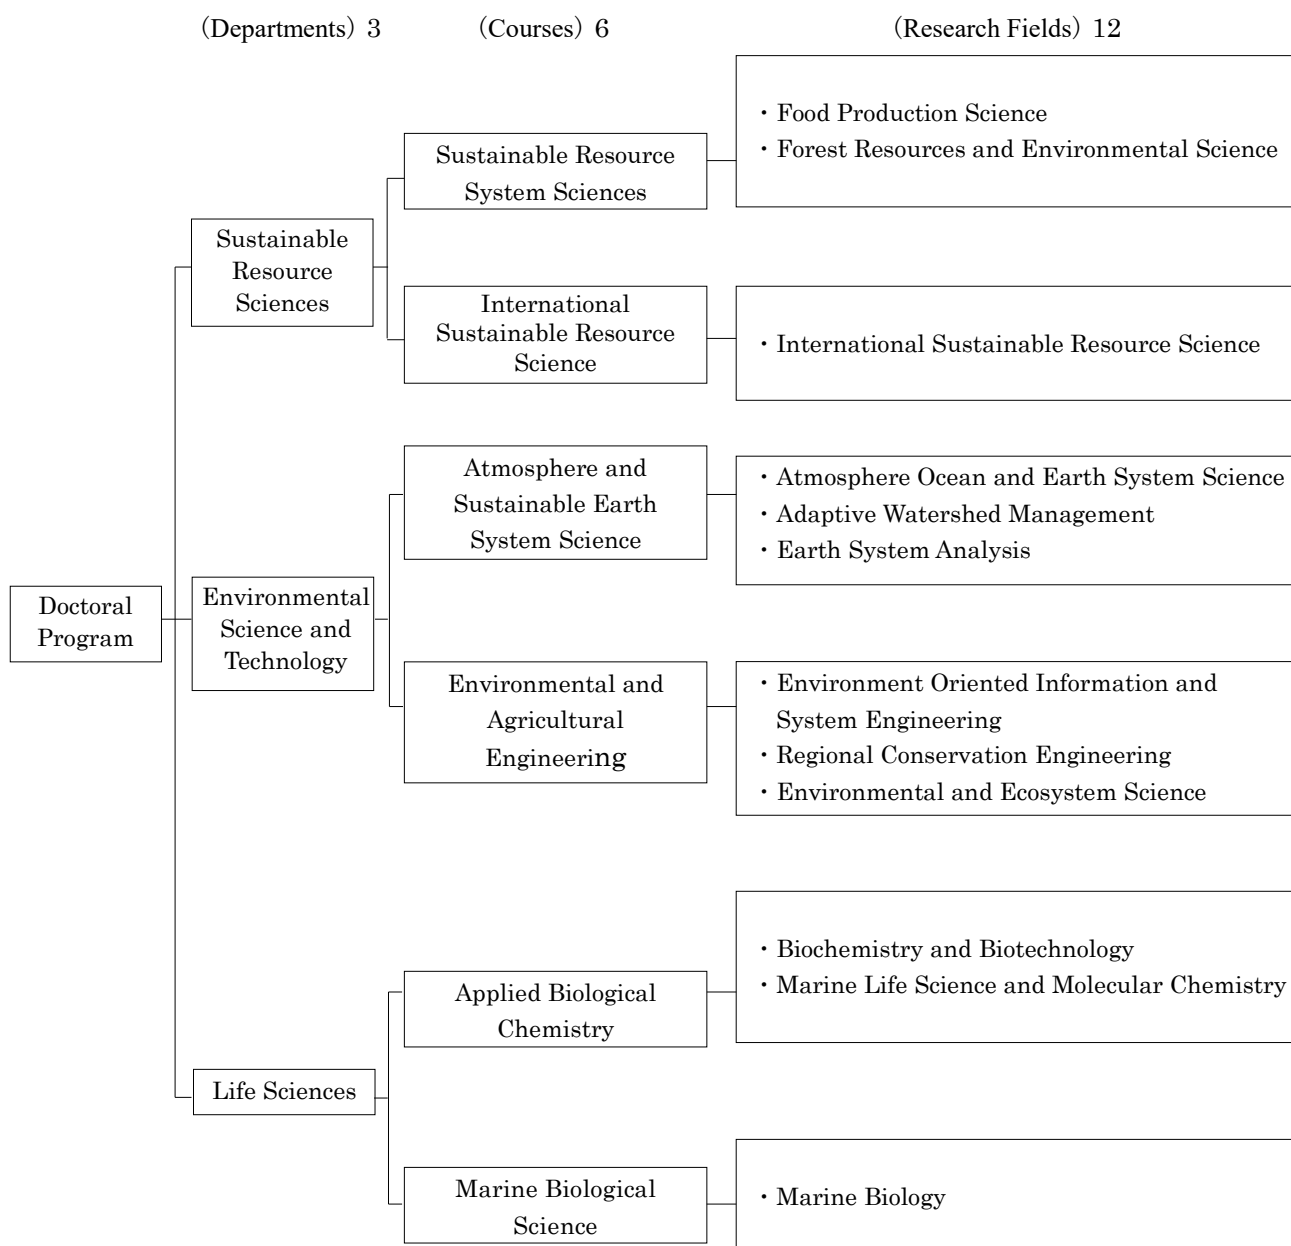 （Departments）3
（Courses）6
（Research Fields）12
Doctoral
Program
Sustainable
Resource
Sciences
Sustainable Resource
System Sciences
・Food Production Science
・Forest Resources and Environmental Science
International
Sustainable Resource
Science
・International Sustainable Resource Science
Environmental
Science and
Technology
Atmosphere and
Sustainable Earth
System Science
・Atmosphere Ocean and Earth System Science
・Adaptive Watershed Management
・Earth System Analysis
Environmental and
Agricultural
Engineering
・Environment Oriented Information and
System Engineering
・Regional Conservation Engineering
・Environmental and Ecosystem Science
Life Sciences
Applied Biological
Chemistry
・Biochemistry and Biotechnology
・Marine Life Science and Molecular Chemistry
Marine Biological
Science
・Marine Biology